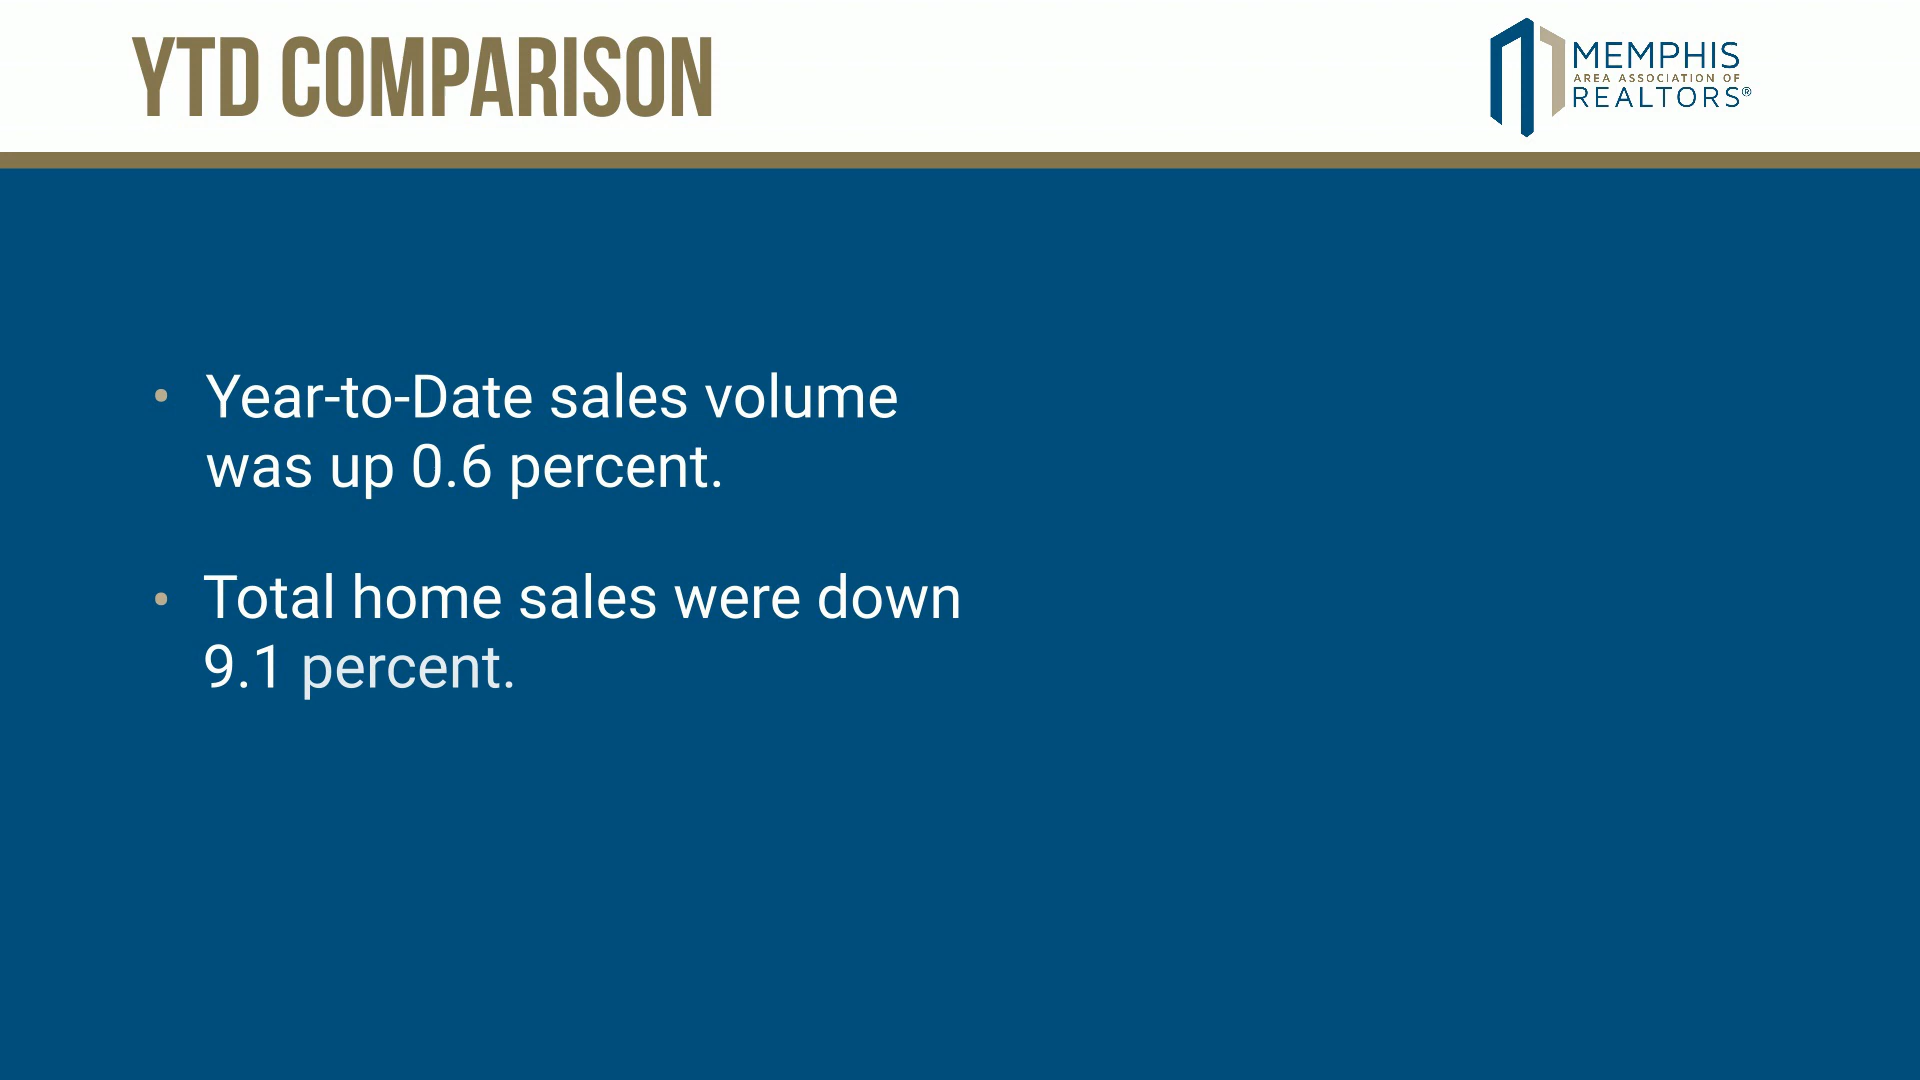 YTD COMPARISON
MEMPHIS
AREA ASSOCIATION OF
REALTORS®
• Year-to-Date sales volume
was up 0.6 percent.
• Total home sales were down
9.1 percent.